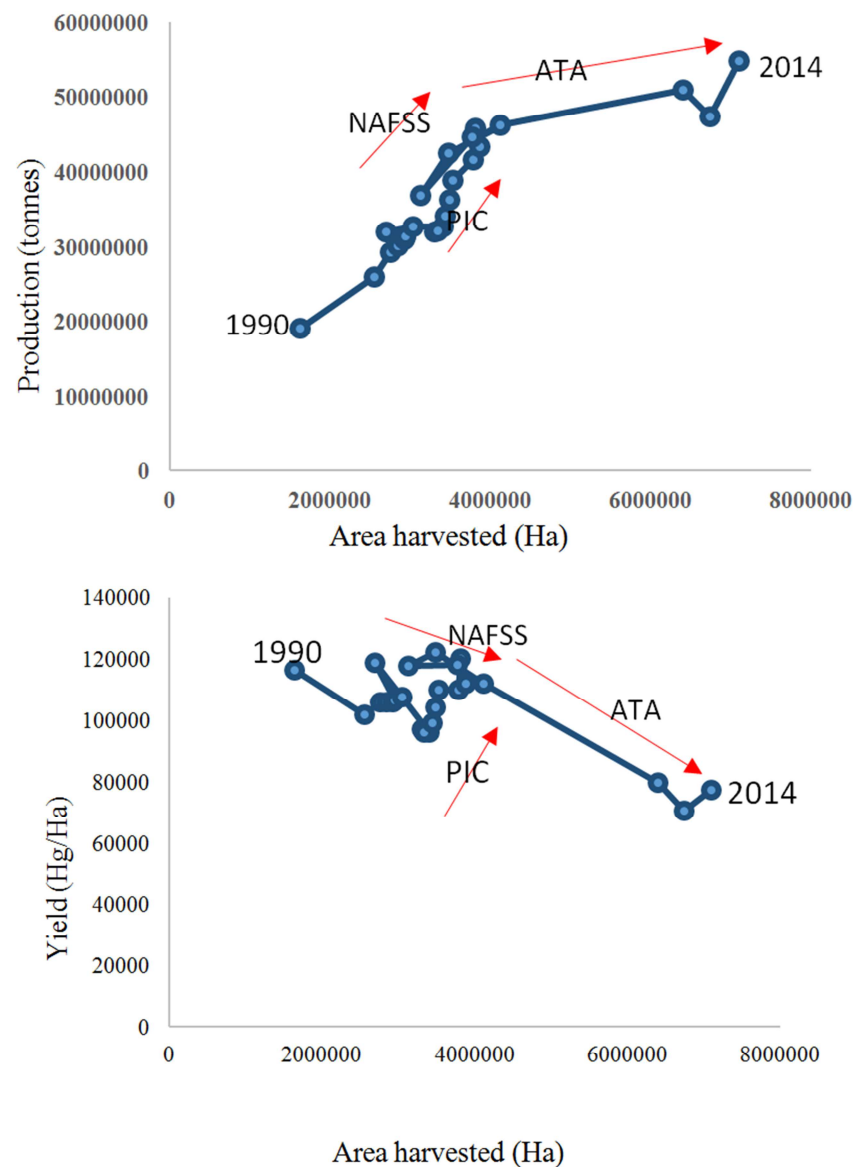 60000000
50000000
40000000
30000000
20000000
10000000
0
Production (tonnes)
ATA
2014
NAFSS
PIC
1990
0
2000000
4000000
6000000
8000000
Area harvested (Ha)
140000
120000
100000
80000
60000
40000
20000
0
Yield (Hg/Ha)
1990
NAFSS
ATA
PIC
2014
0
2000000
4000000
6000000
8000000
Area harvested (Ha)